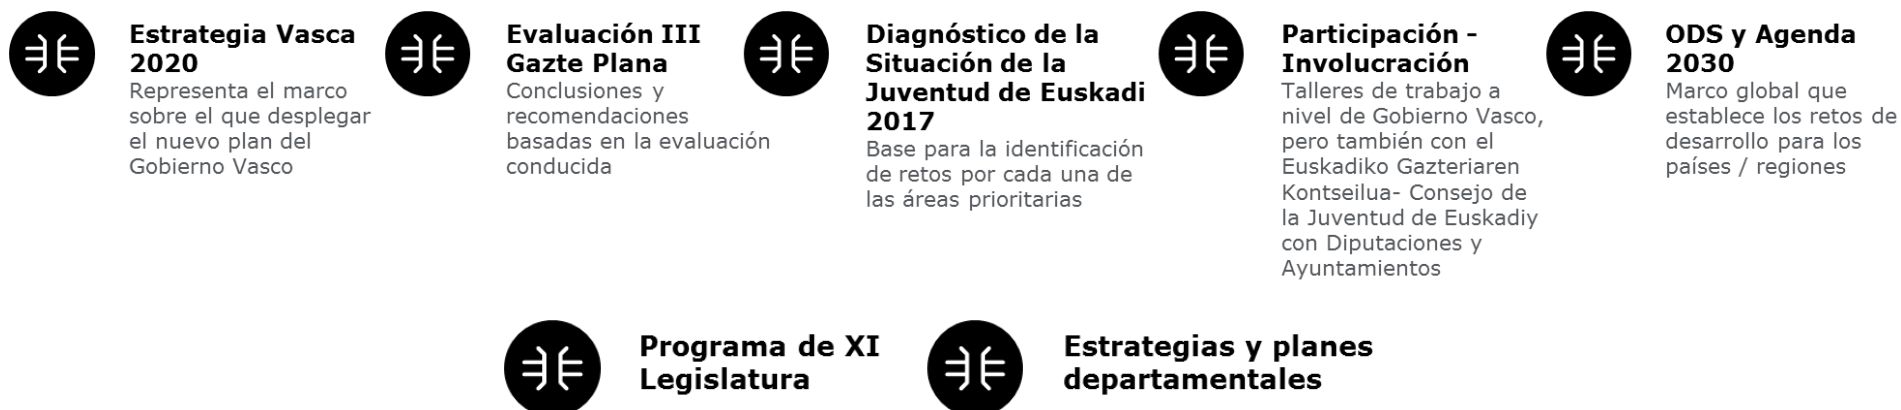 Estrategia Vasca
2020
Representa el marco
sobre el que desplegar
el nuevo plan del
Gobierno Vasco
Evaluación III
Gazte Plana
Conclusiones y
recomendaciones
basadas en la evaluación
conducida
Diagnóstico de la
Situación de la
Juventud de Euskadi
2017
Base para la identificación
de retos por cada una de
las áreas prioritarias
Participación -
Involucración
Talleres de trabajo a
nivel de Gobierno Vasco,
pero también con el
Euskadiko Gazteriaren
Kontseilua- Consejo de
la Juventud de Euskadiy
con Diputaciones y
Ayuntamientos
ODS y Agenda
2030
Marco global que
establece los retos de
desarrollo para los
países / regiones
Programa de XI
Legislatura
Estrategias y planes
departamentales